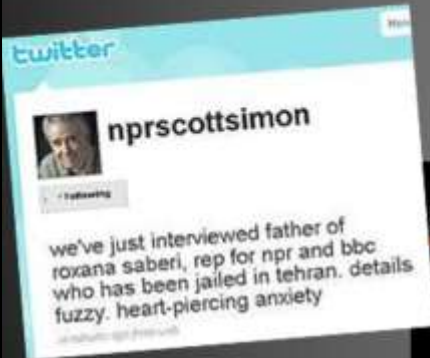 twitter
nprscottsimon
Following
we've just interviewed father of
roxana saberi, rep for npr and bbc
who has been jailed in tehran. details
fuzzy. heart-piercing anxiety